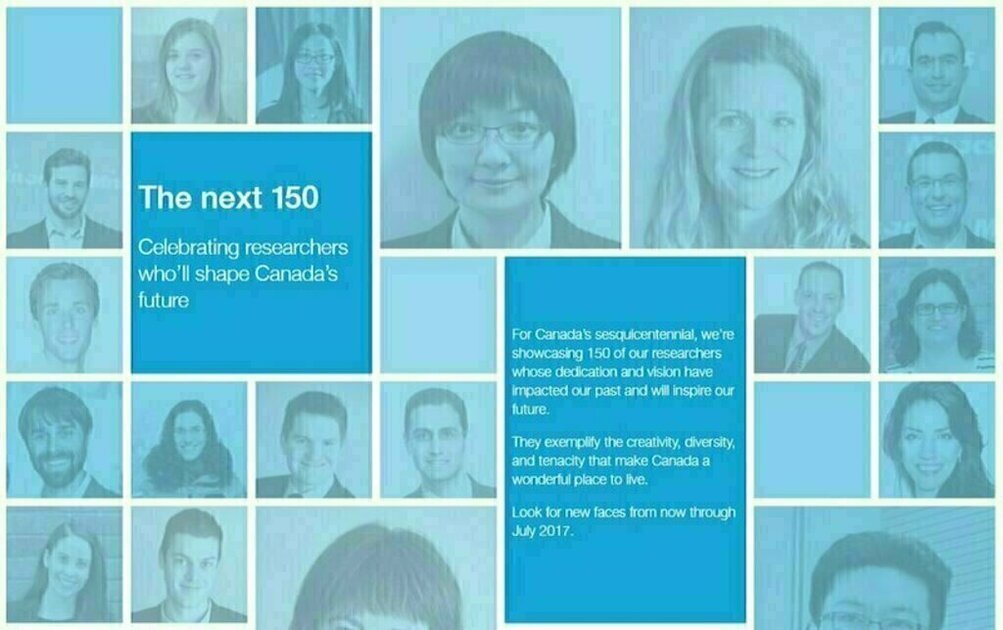 The next 150
Celebrating researchers
who'll shape Canada's
future
For Canada's sesquicentennial, we're
showcasing 150 of our researchers
whose dedication and vision have
impacted our past and will inspire our
future.
They exemplify the creativity, diversity,
and tenacity that make Canada a
wonderful place to live.
Look for new faces from now through
July 2017.